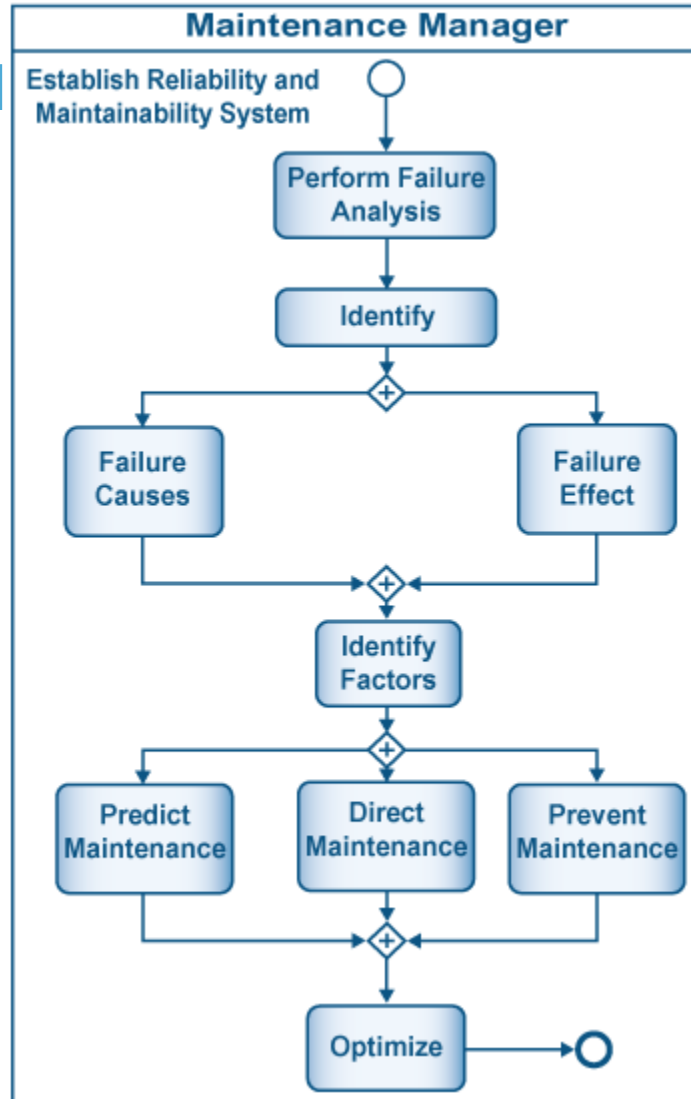 Maintenance Manager
Establish Reliability and
Maintainability System
Perform Failure
Analysis
Identify
Failure
Causes
Failure
Effect
Identify
Factors
Predict
Maintenance
Direct
Maintenance
Prevent
Maintenance
Optimize